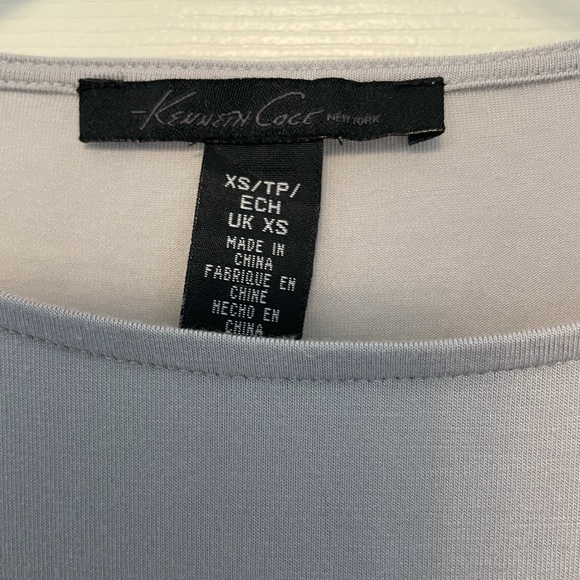 KENNETH COLE NEW YORK
XS/TP/
ECH
UK XS
MADE IN
CHINA
FABRIQUE EN
CHINE
HECHO EN
CHINA